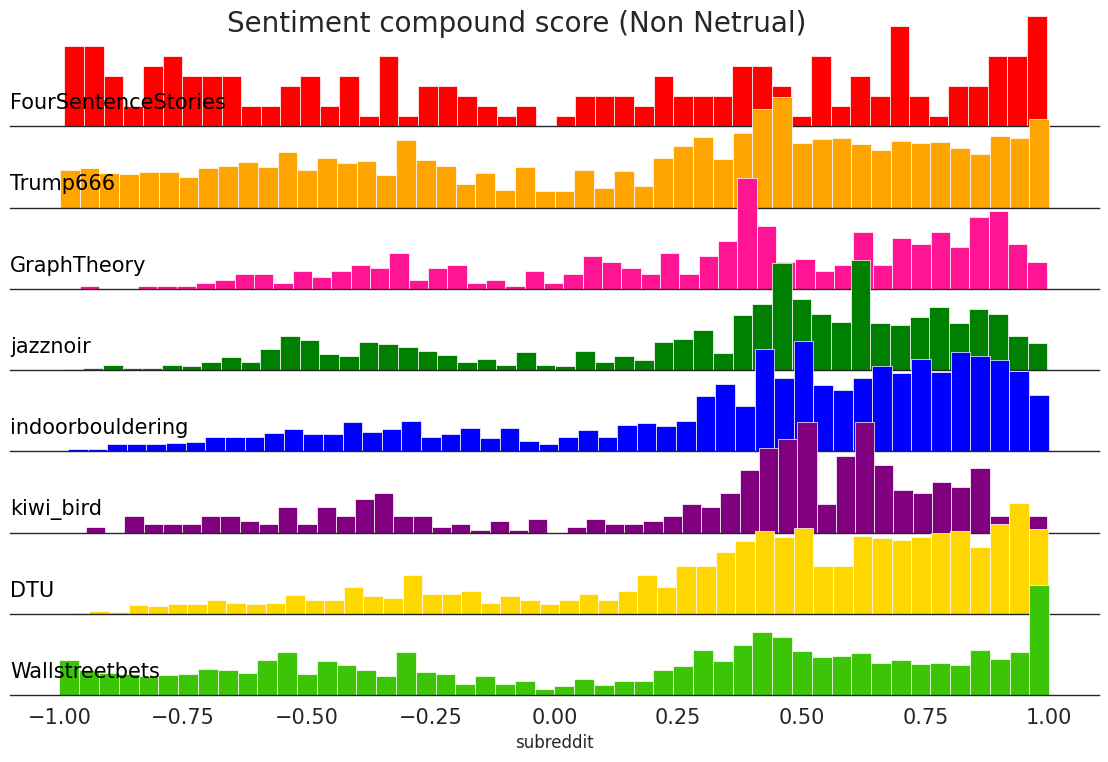 Sentiment compound score (Non Netrual)
FourSentenceStories
Trump666
GraphTheory
jazznoir
indoorbouldering
kiwi_bird
DTU
Wallstreetbets
−1.00 −0.75 −0.50 −0.25 0.00 0.25 0.50 0.75 1.00
subreddit